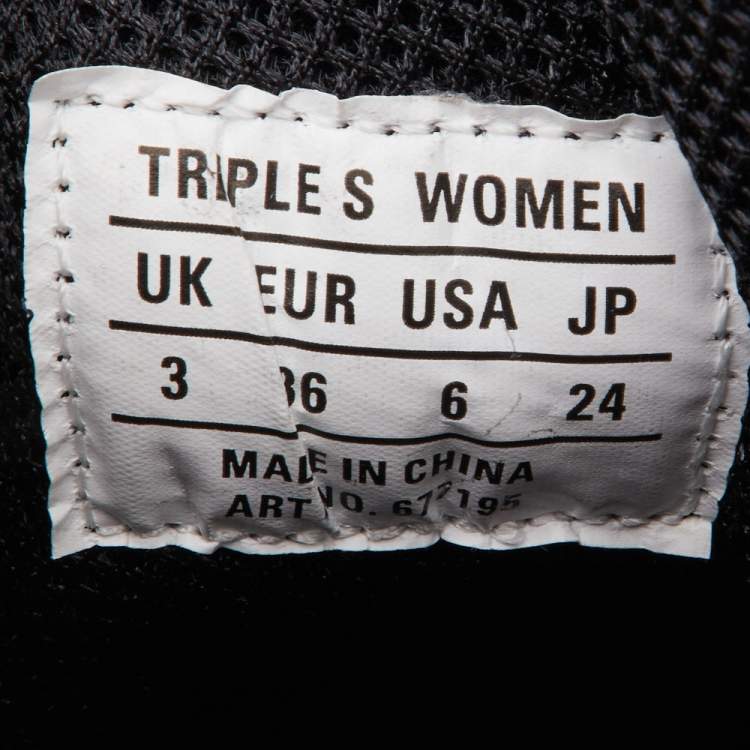 TRIPLE S WOMEN
UK EUR USA JP
3 36 6 24
MADE IN CHINA
ART NO.